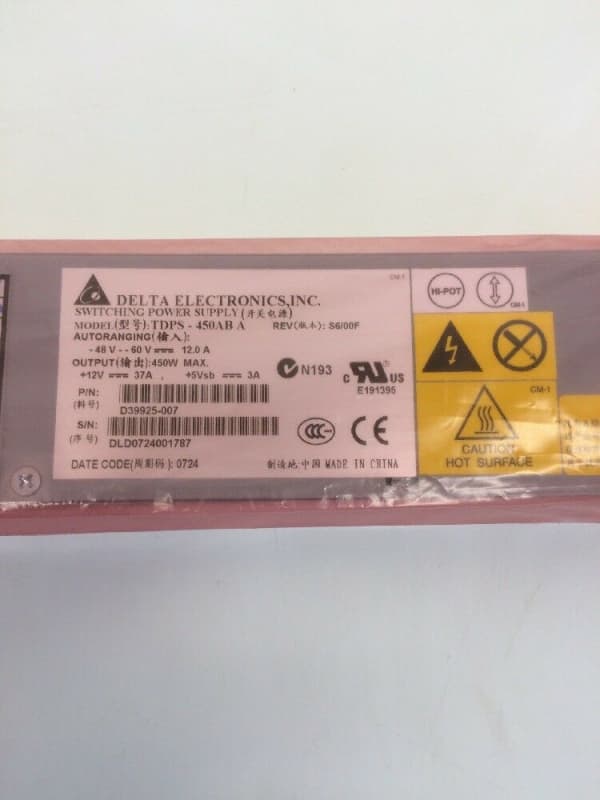 CM-1
DELTA ELECTRONICS,INC.
SWITCHING POWER SUPPLY (开关电源)
MODEL(型号):TDPS - 450AB A REV(版本): S6/00F
AUTORANGING(输入):
- 48 V - - 60 V 12.0 A
OUTPUT(输出):450W MAX.
+12V 37A , +5Vsb 3A
N193
c RU US
E191395
P/N:
(料号)
D39925-007
S/N:
(序号)
DLD0724001787
CCC CE
DATE CODE(周期码): 0724
制造地:中国 MADE IN CHINA
HI-POT
CM-1
CM-1
CAUTION
HOT SURFACE